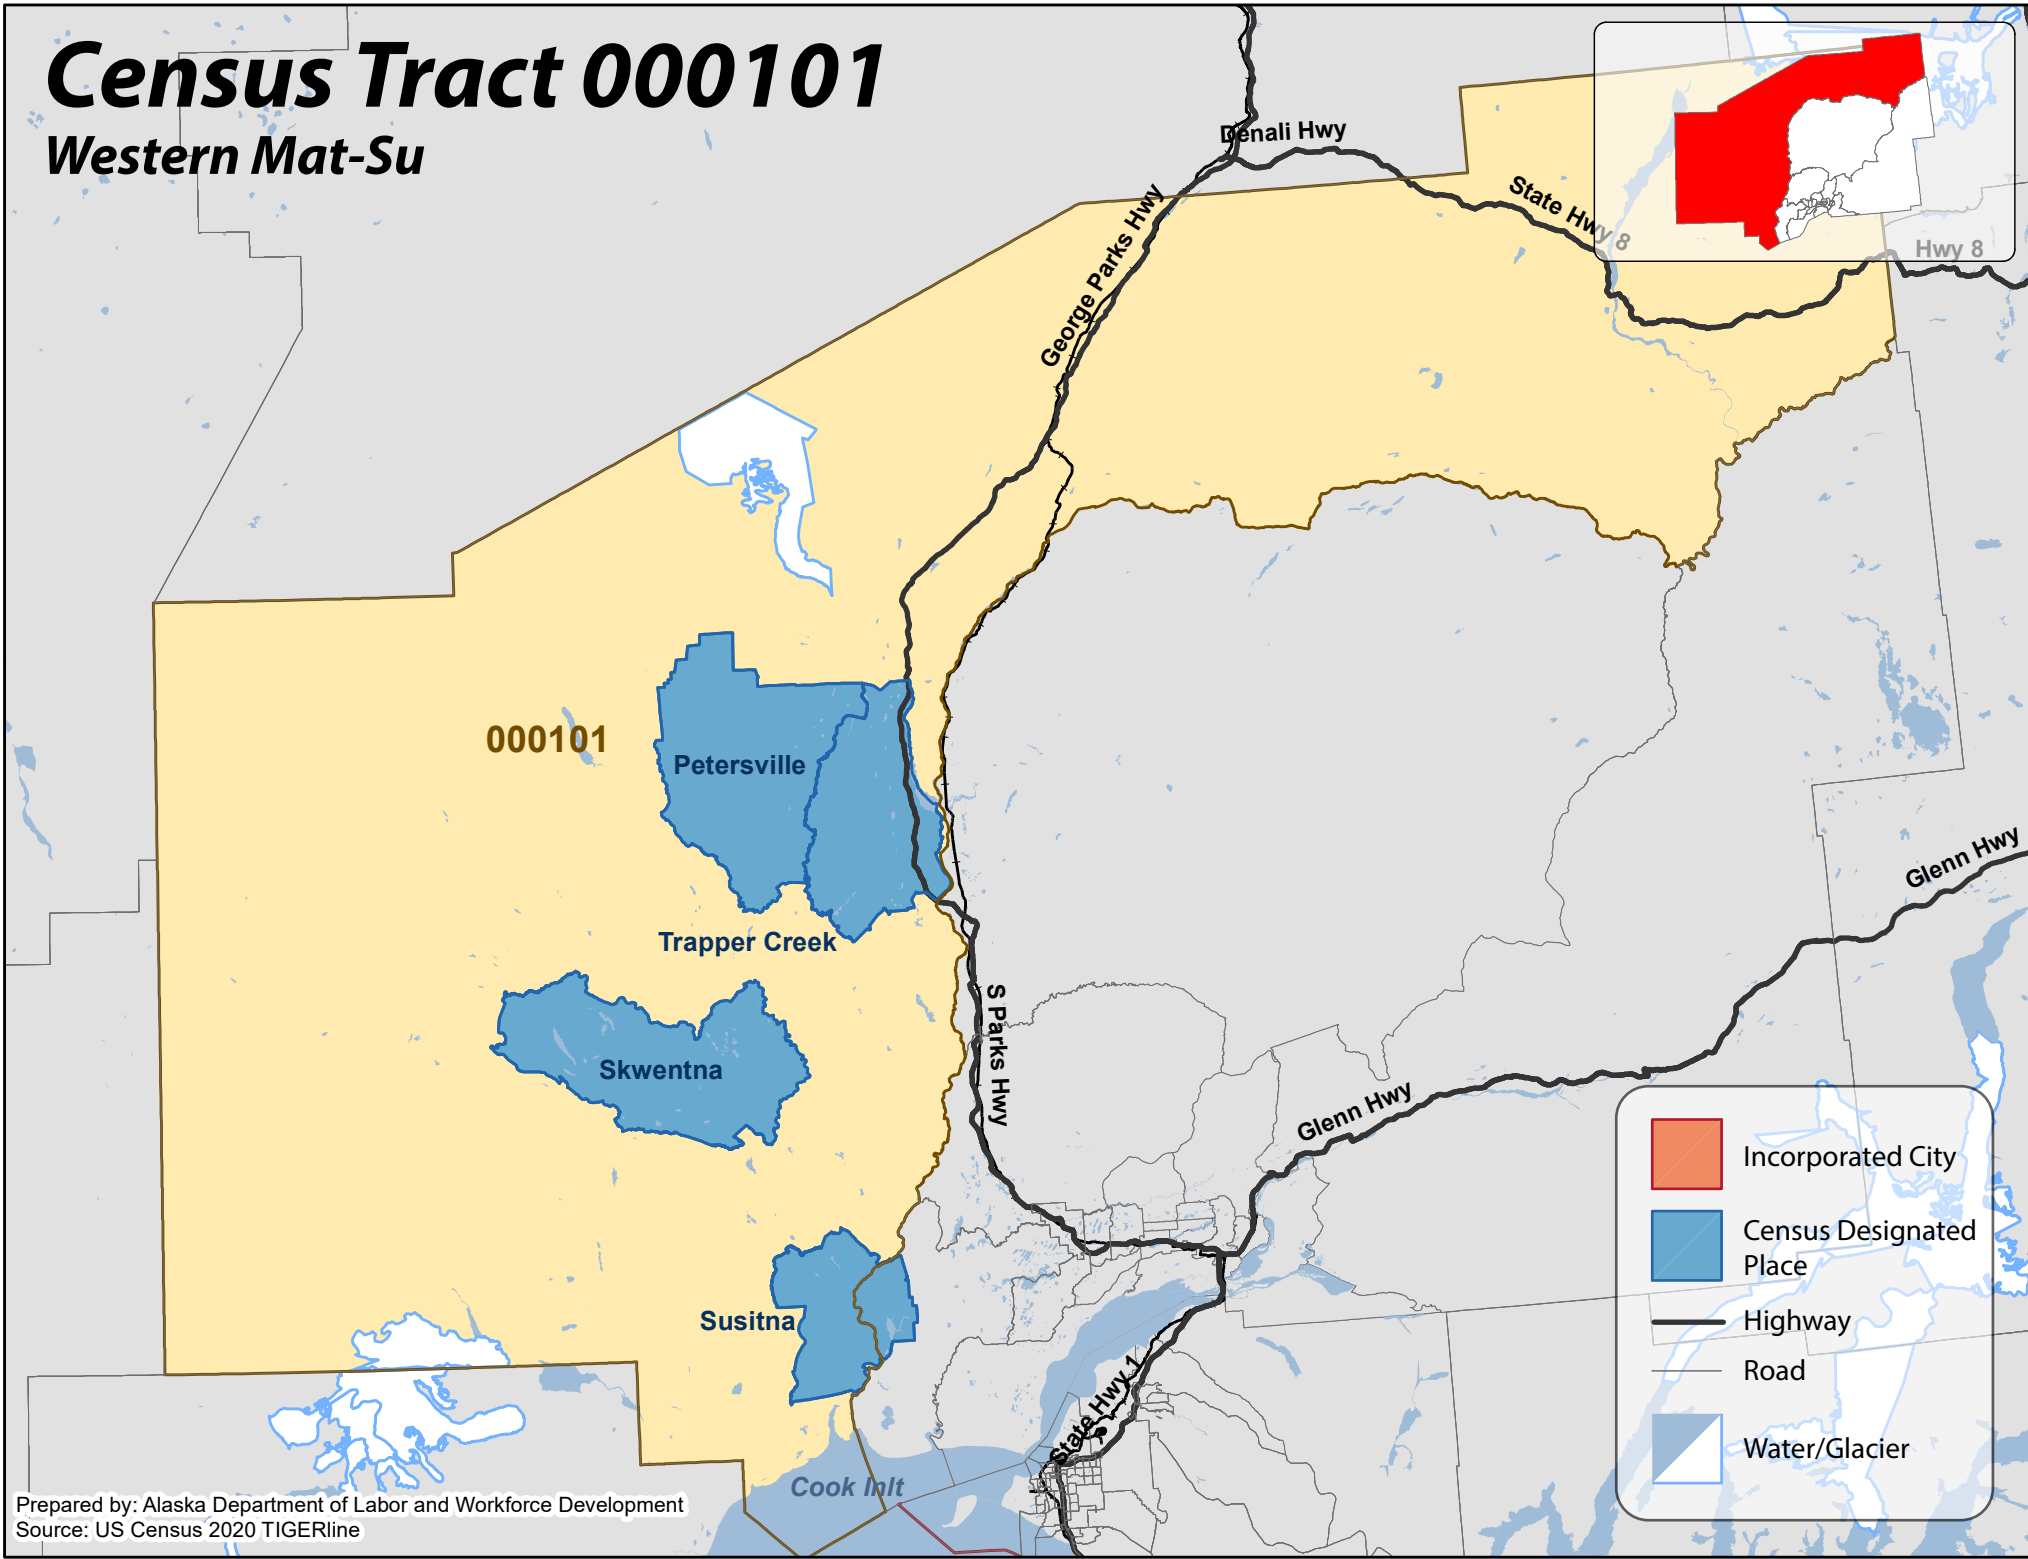 Census Tract 000101
Western Mat-Su
Denali Hwy
State Hwy 8
Hwy 8
George Parks Hwy
000101
Petersville
Trapper Creek
Skwentna
S Parks Hwy
Glenn Hwy
Glenn Hwy
Susitna
State Hwy 1
Cook Inlt
Incorporated City
Census Designated
Place
Highway
Road
Water/Glacier
Prepared by: Alaska Department of Labor and Workforce Development
Source: US Census 2020 TIGERline